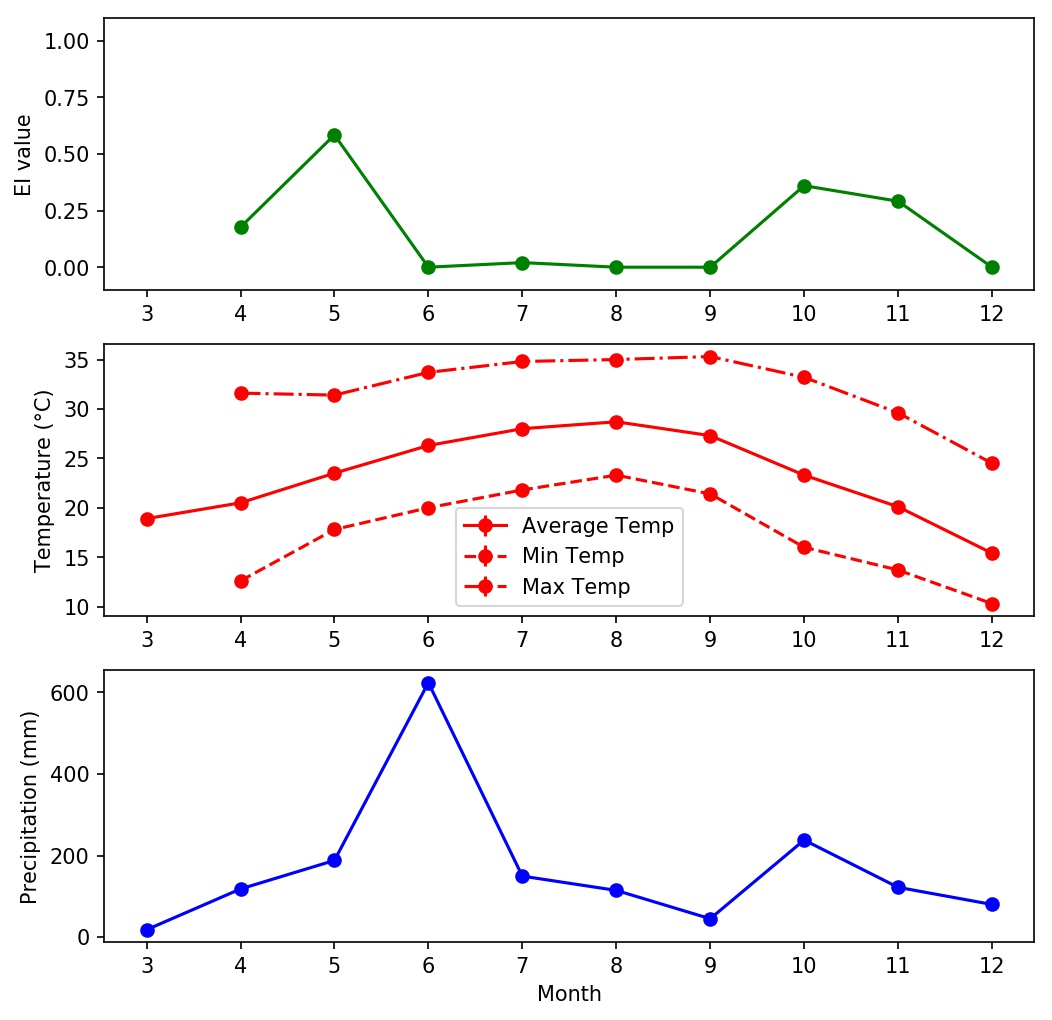 EI value
1.00
0.75
0.50
0.25
0.00
3 4 5 6 7 8 9 10 11 12
Temperature (°C)
35
30
25
20
15
10
Average Temp
Min Temp
Max Temp
3 4 5 6 7 8 9 10 11 12
Precipitation (mm)
600
400
200
0
3 4 5 6 7 8 9 10 11 12
Month